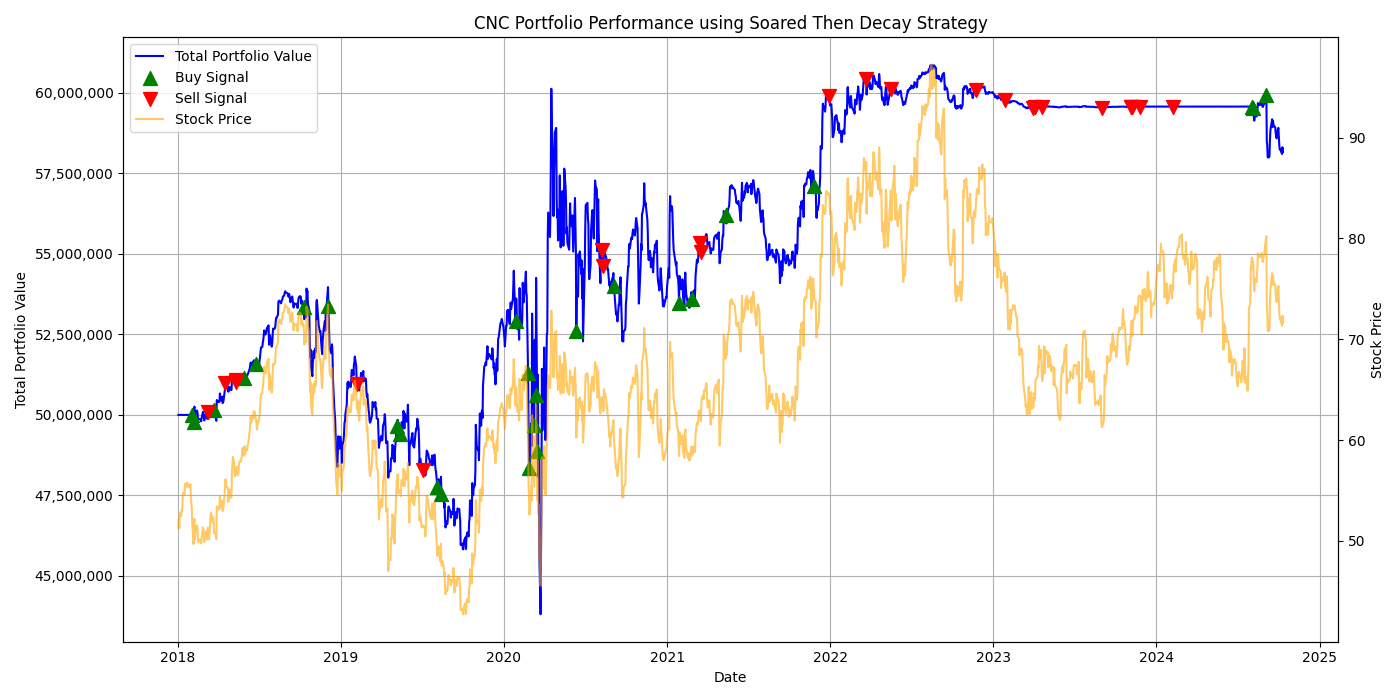 CNC Portfolio Performance using Soared Then Decay Strategy
Total Portfolio Value
Buy Signal
Sell Signal
Stock Price
60,000,000
57,500,000
55,000,000
52,500,000
50,000,000
47,500,000
45,000,000
Total Portfolio Value
90
80
70
60
50
Stock Price
2018
2019
2020
2021
2022
2023
2024
2025
Date